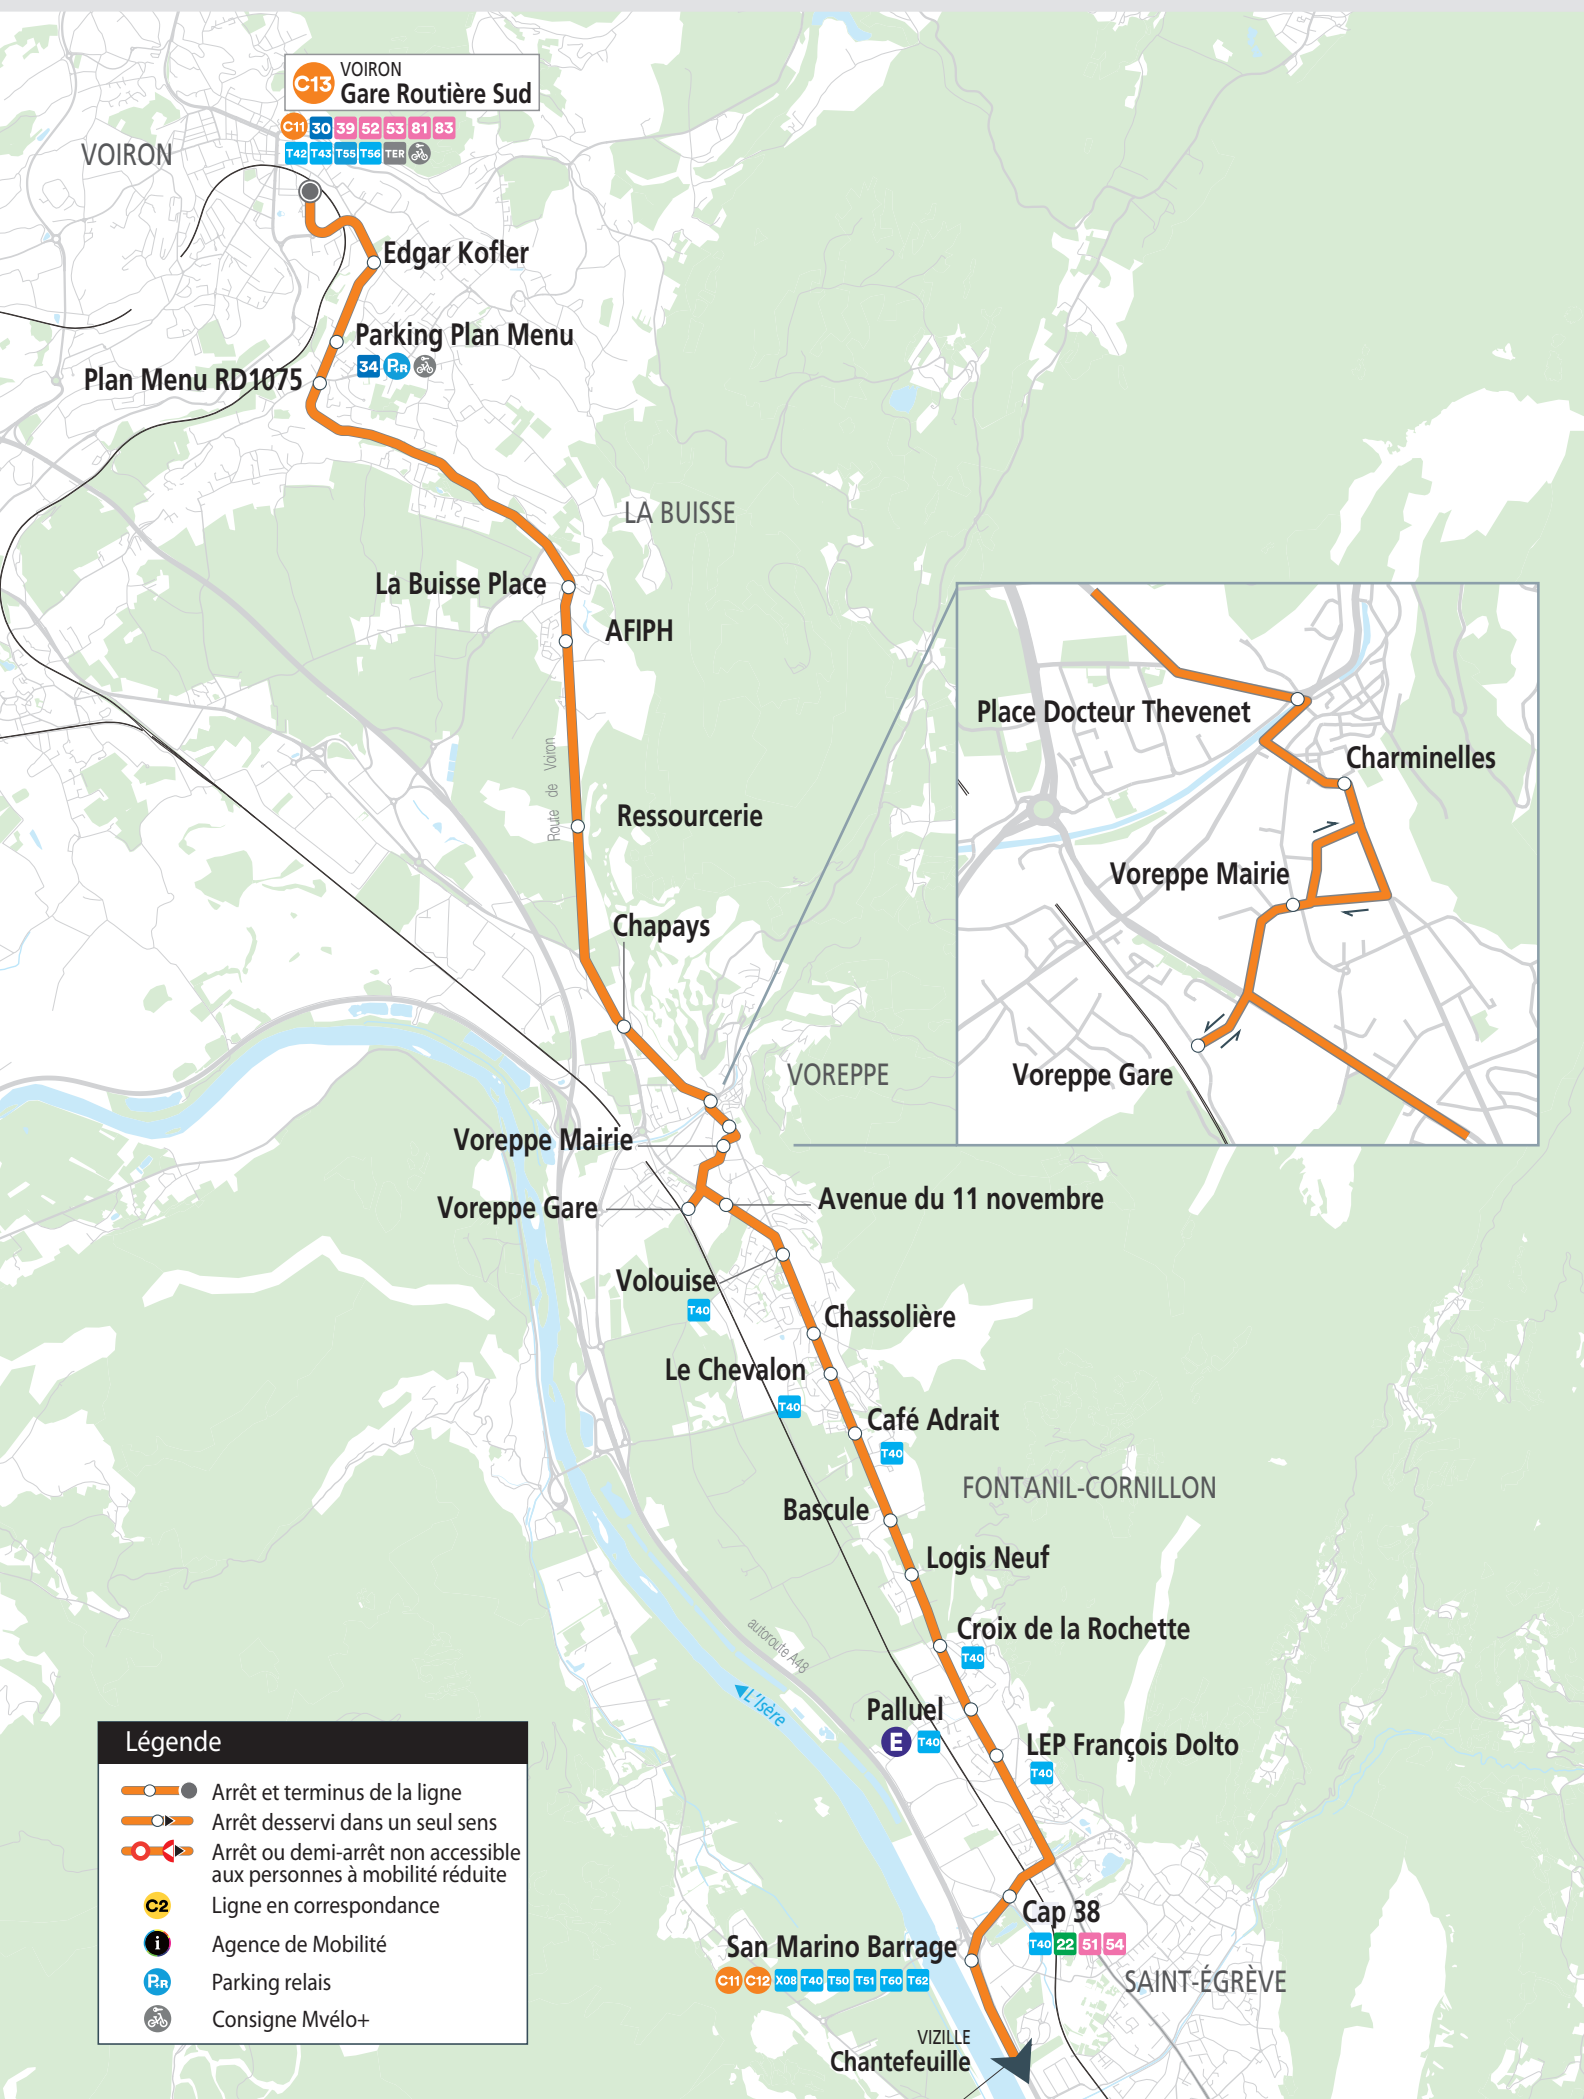 C13
VOIRON
Gare Routière Sud
C11 30 39 52 53 81 83
T42 T43 T55 T56 TER
VOIRON
Edgar Kofler
Parking Plan Menu
34 P+R
Plan Menu RD1075
LA BUISSE
La Buisse Place
AFIPH
Route de Voiron
Ressourcerie
Chapays
Place Docteur Thevenet
Charminelles
Voreppe Mairie
Voreppe Gare
VOREPPE
Voreppe Mairie
Voreppe Gare
Avenue du 11 novembre
Volouise
T40
Chassolière
Le Chevalon
T40
Café Adrait
T40
FONTANIL-CORNILLON
Bascule
Logis Neuf
Croix de la Rochette
T40
autoroute A48
L'Isère
Palluel
E T40
LEP François Dolto
T40
Cap 38
T40 22 51 54
San Marino Barrage
C11 C12 X08 T40 T50 T51 T60 T62
SAINT-ÉGRÈVE
VIZILLE
Chantefeuille
Légende
Arrêt et terminus de la ligne
Arrêt desservi dans un seul sens
Arrêt ou demi-arrêt non accessible
aux personnes à mobilité réduite
C2 Ligne en correspondance
i Agence de Mobilité
P+R Parking relais
Consigne Mvélo+